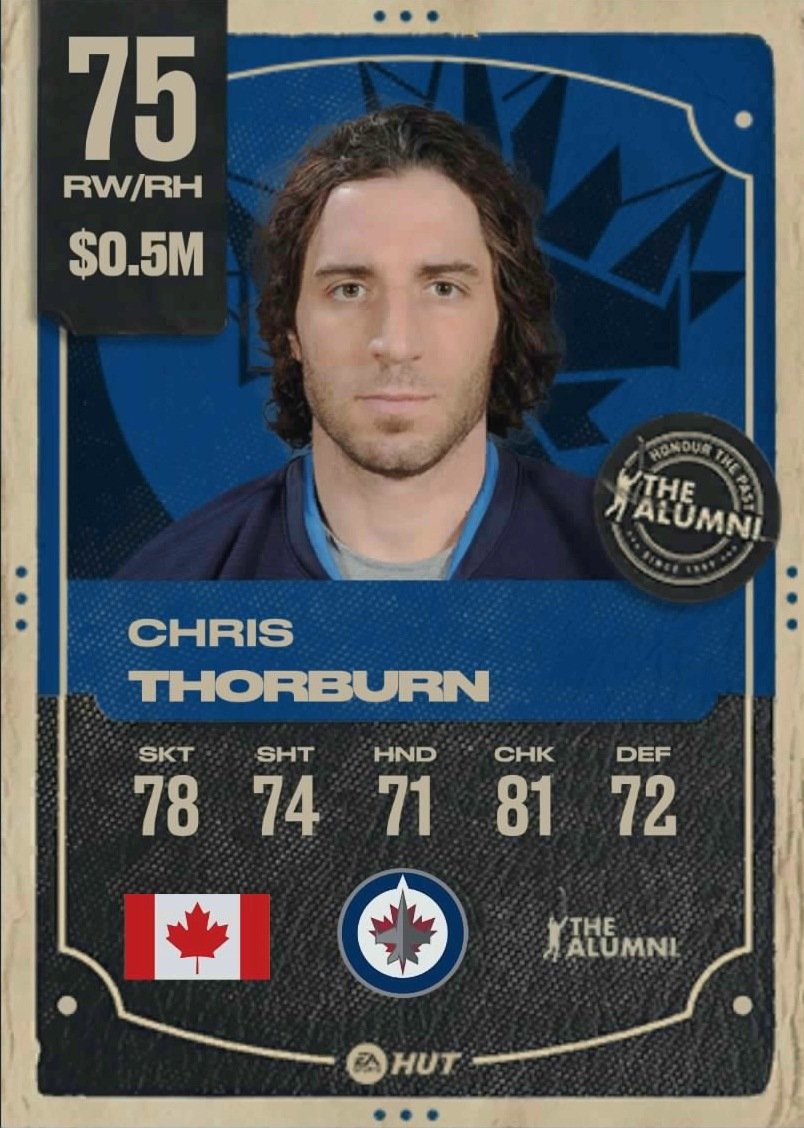 75
RW/RH
$0.5M
HONOUR THE PAST
THE
ALUMNI
CHRIS
THORBURN
SKT SHT HND CHK DEF
78 74 71 81 72
THE
ALUMNI
EA
HUT